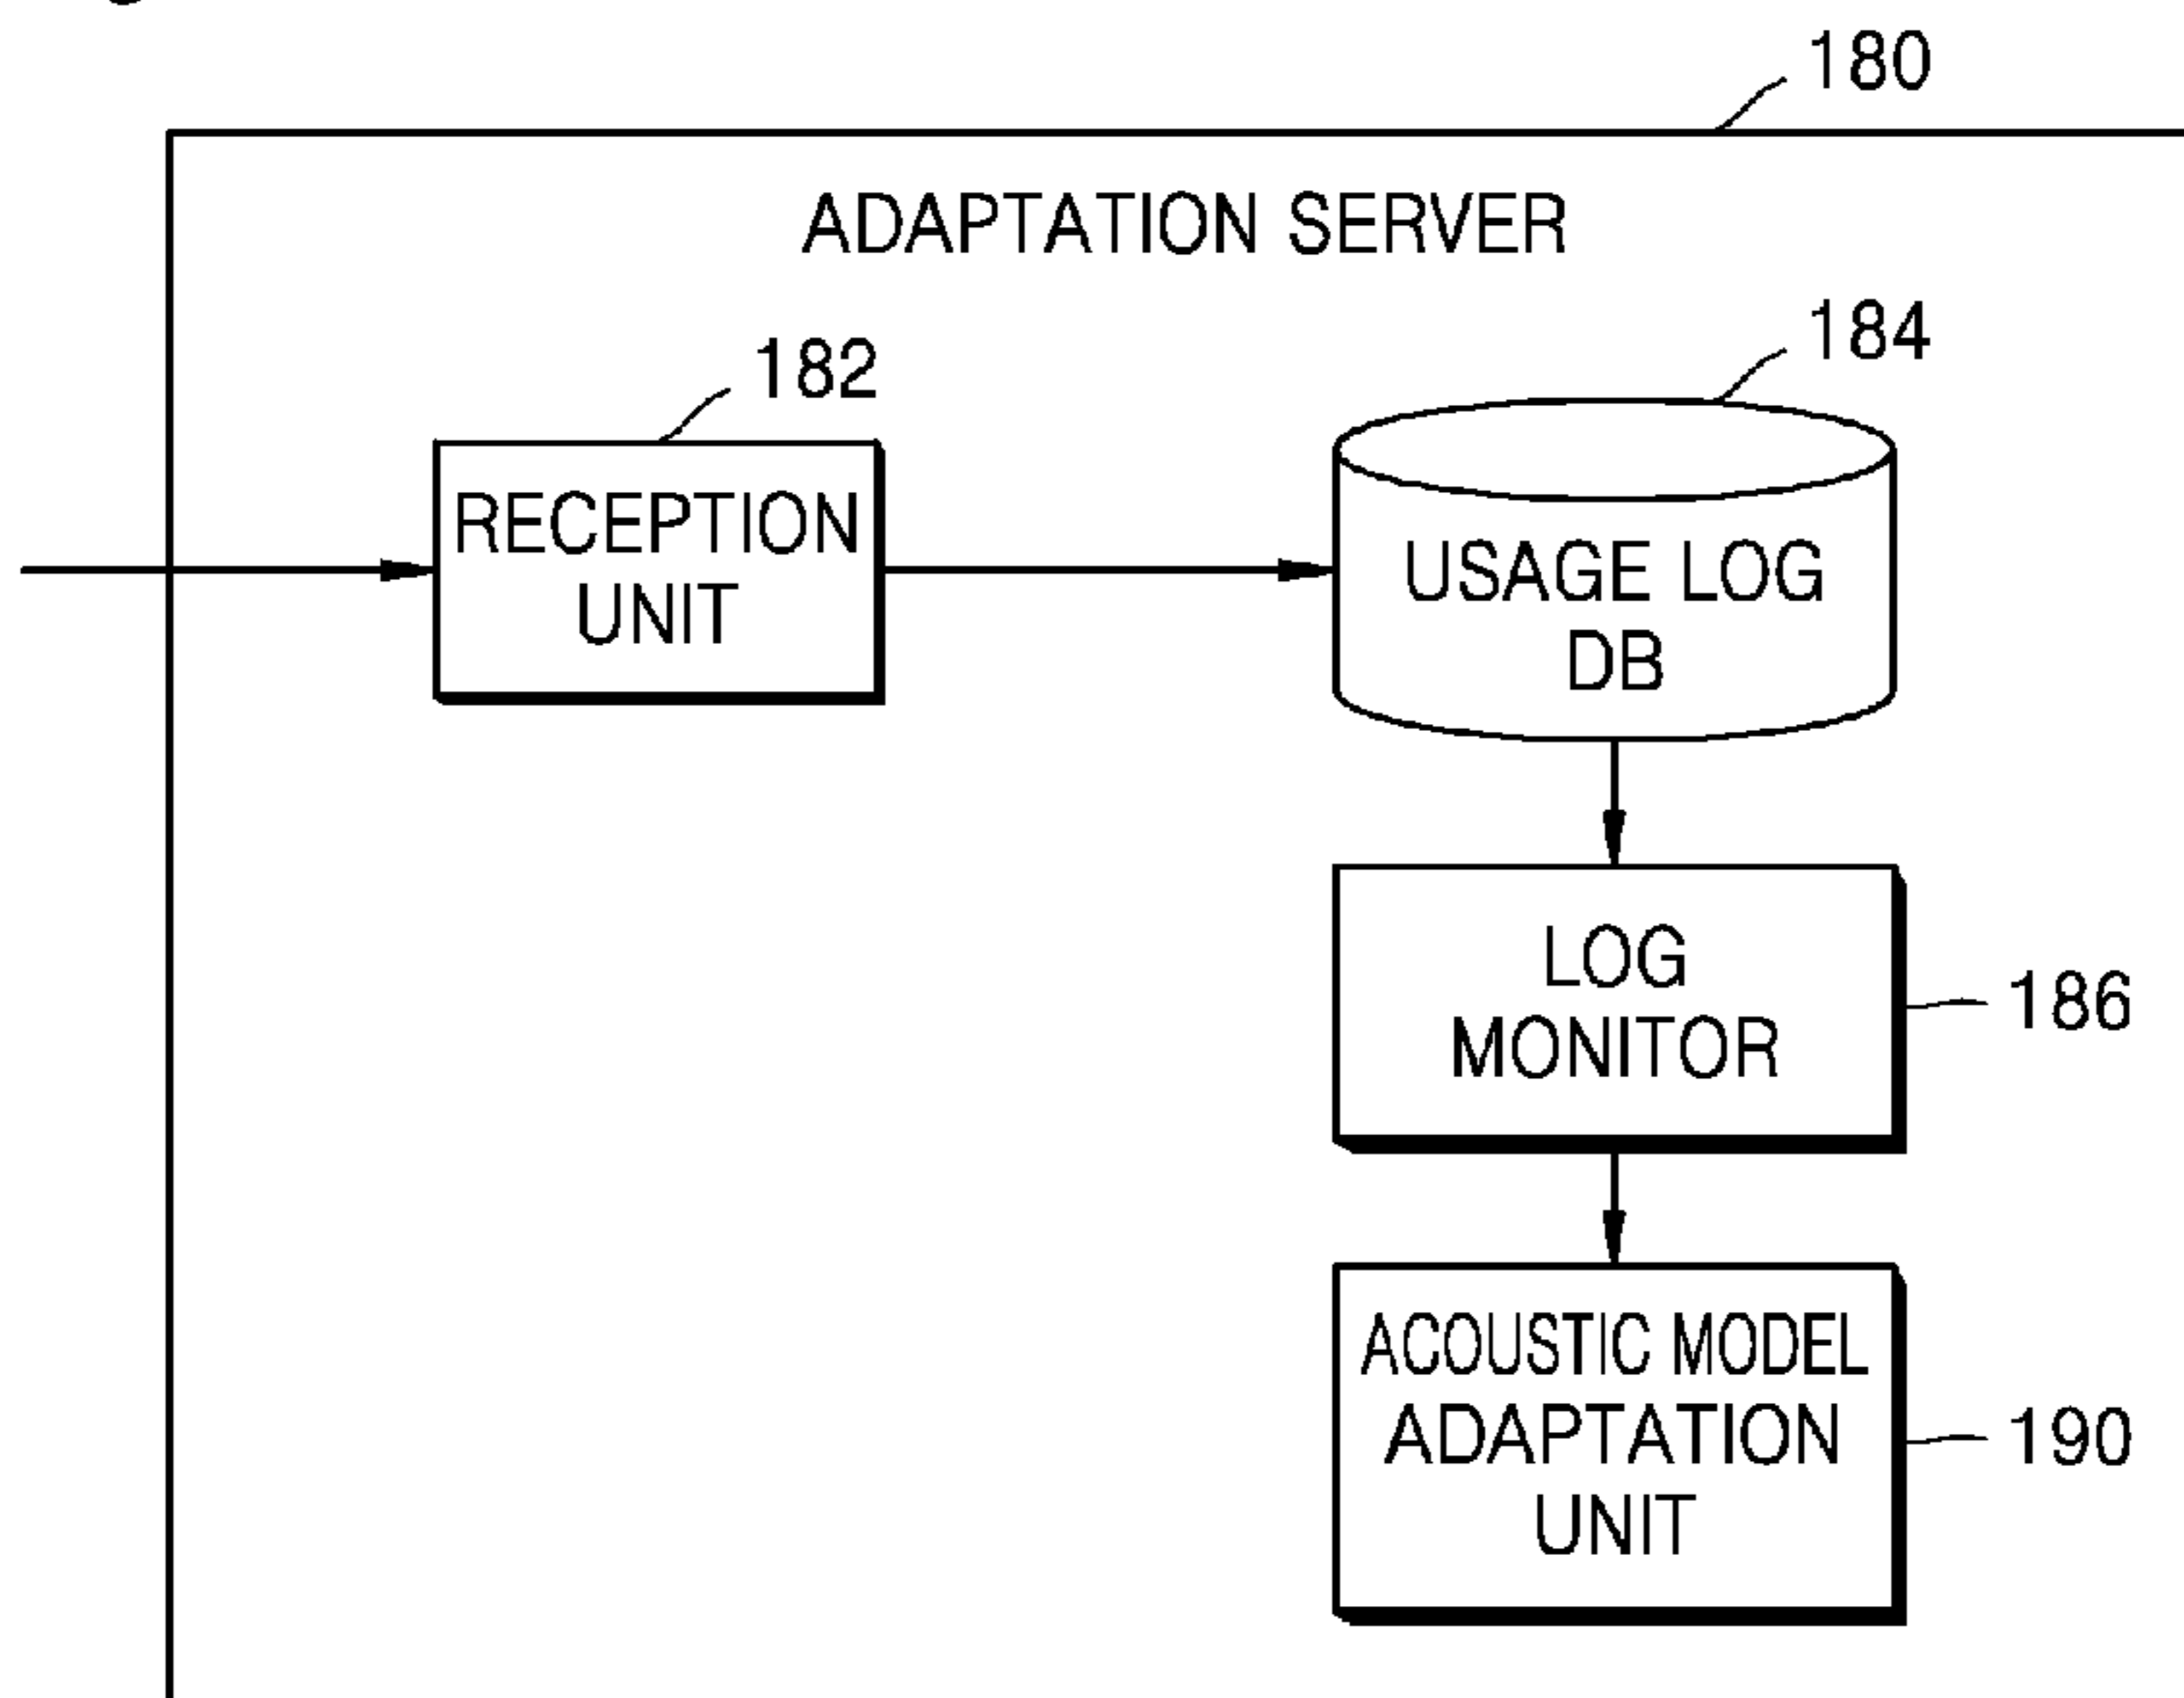 180
ADAPTATION SERVER
184
182
RECEPTION
UNIT
USAGE LOG
DB
LOG
MONITOR
186
ACOUSTIC MODEL
ADAPTATION
UNIT
190